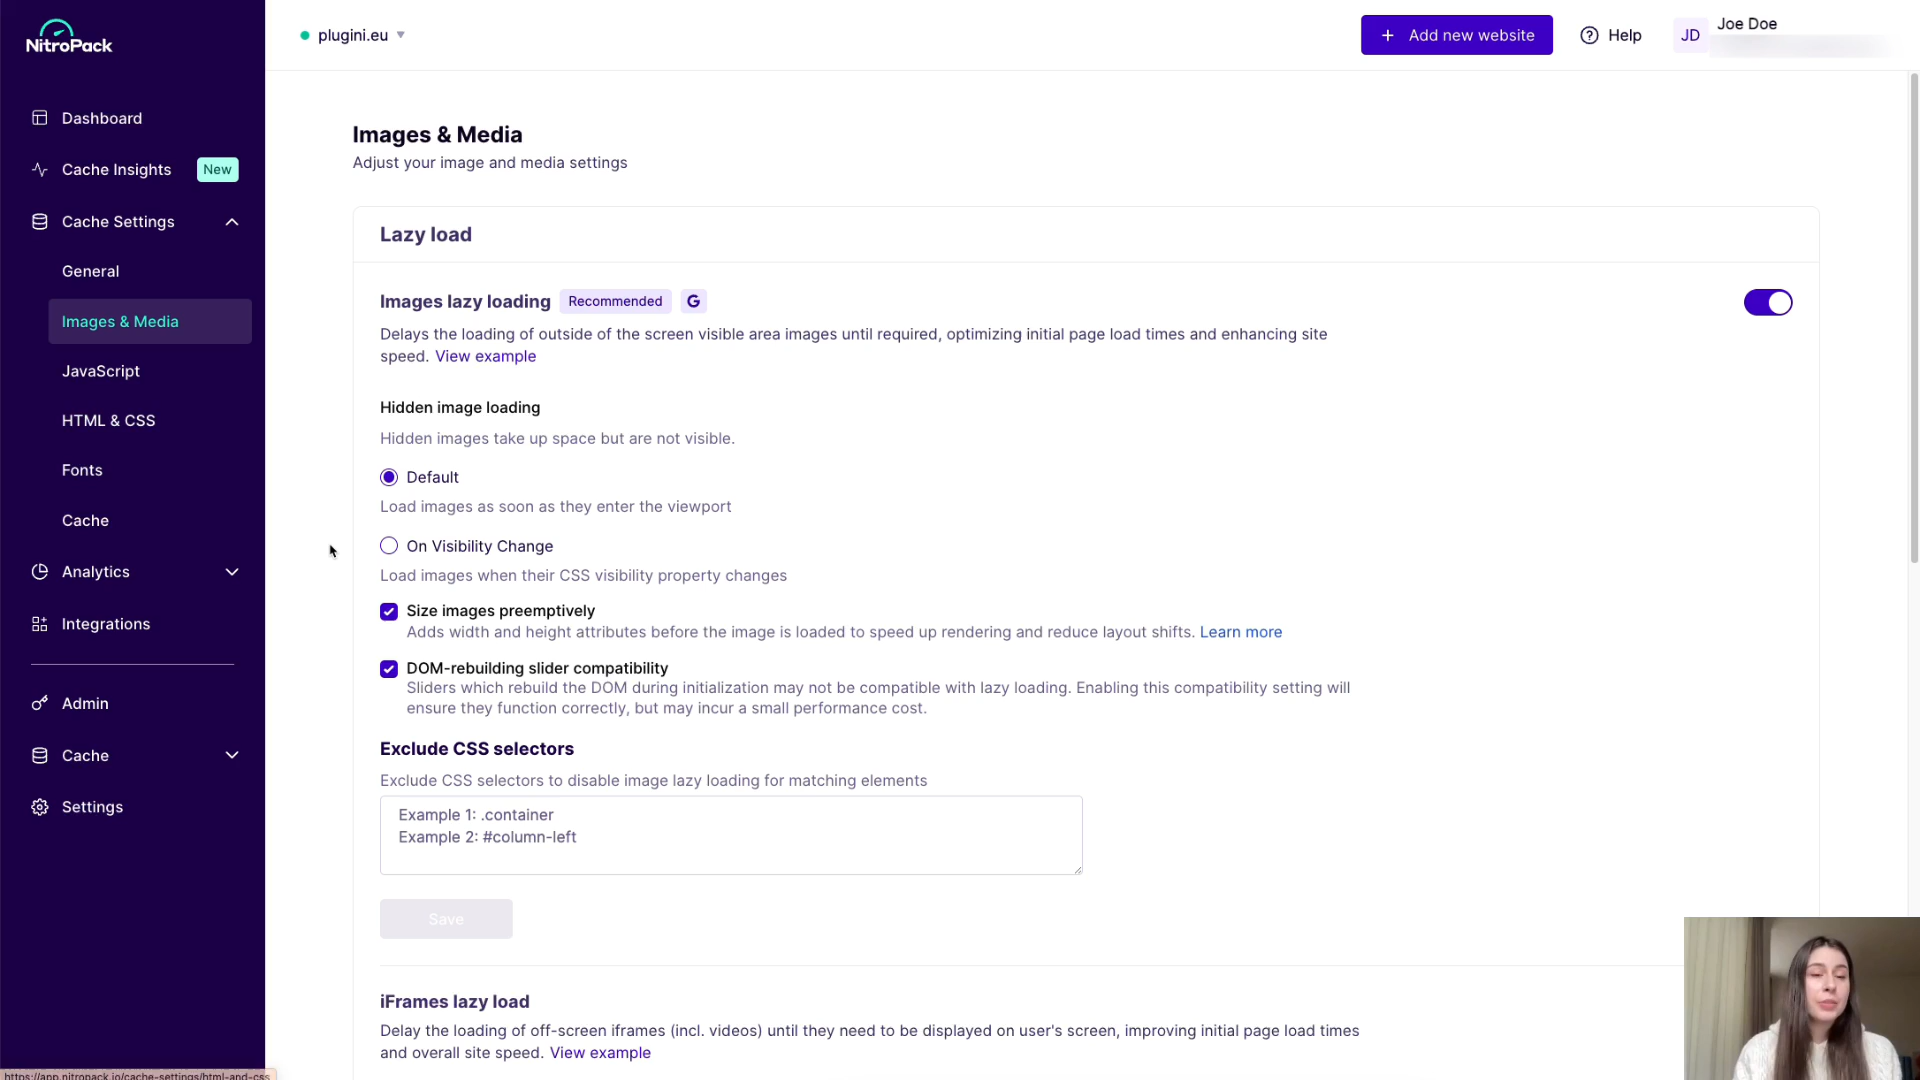 NitroPack
plugini.eu
Add new website
Help
JD
Joe Doe
Dashboard
Cache Insights
New
Cache Settings
General
Images & Media
JavaScript
HTML & CSS
Fonts
Cache
Analytics
Integrations
Admin
Cache
Settings
Images & Media
Adjust your image and media settings
Lazy load
Images lazy loading
Recommended
G
Delays the loading of outside of the screen visible area images until required, optimizing initial page load times and enhancing site
speed. View example
Hidden image loading
Hidden images take up space but are not visible.
Default
Load images as soon as they enter the viewport
On Visibility Change
Load images when their CSS visibility property changes
Size images preemptively
Adds width and height attributes before the image is loaded to speed up rendering and reduce layout shifts. Learn more
DOM-rebuilding slider compatibility
Sliders which rebuild the DOM during initialization may not be compatible with lazy loading. Enabling this compatibility setting will
ensure they function correctly, but may incur a small performance cost.
Exclude CSS selectors
Exclude CSS selectors to disable image lazy loading for matching elements
Example 1: .container
Example 2: #column-left
Save
iFrames lazy load
Delay the loading of off-screen iframes (incl. videos) until they need to be displayed on user's screen, improving initial page load times
and overall site speed. View example
https://app.nitropack.io/cache-settings/html-and-css